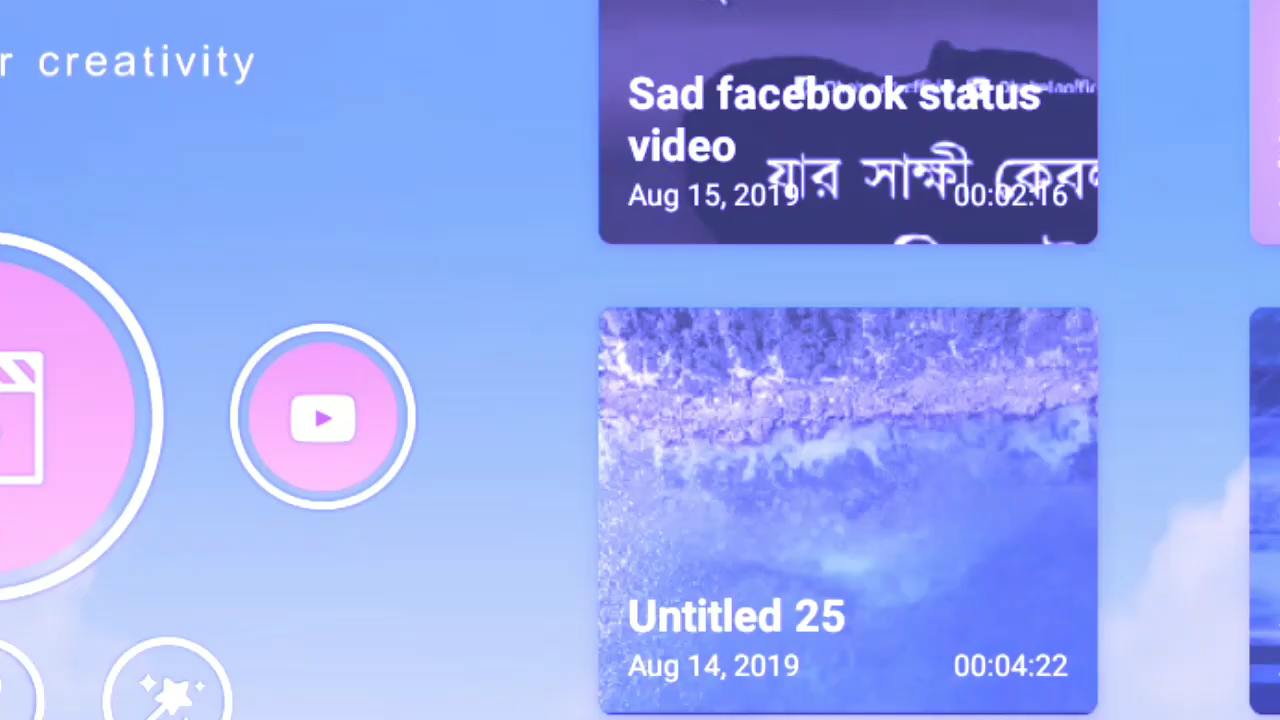 r creativity
Sad facebook status
video
যার সাক্ষী কেবল
Aug 15, 2019
00:02:16
Untitled 25
Aug 14, 2019
00:04:22